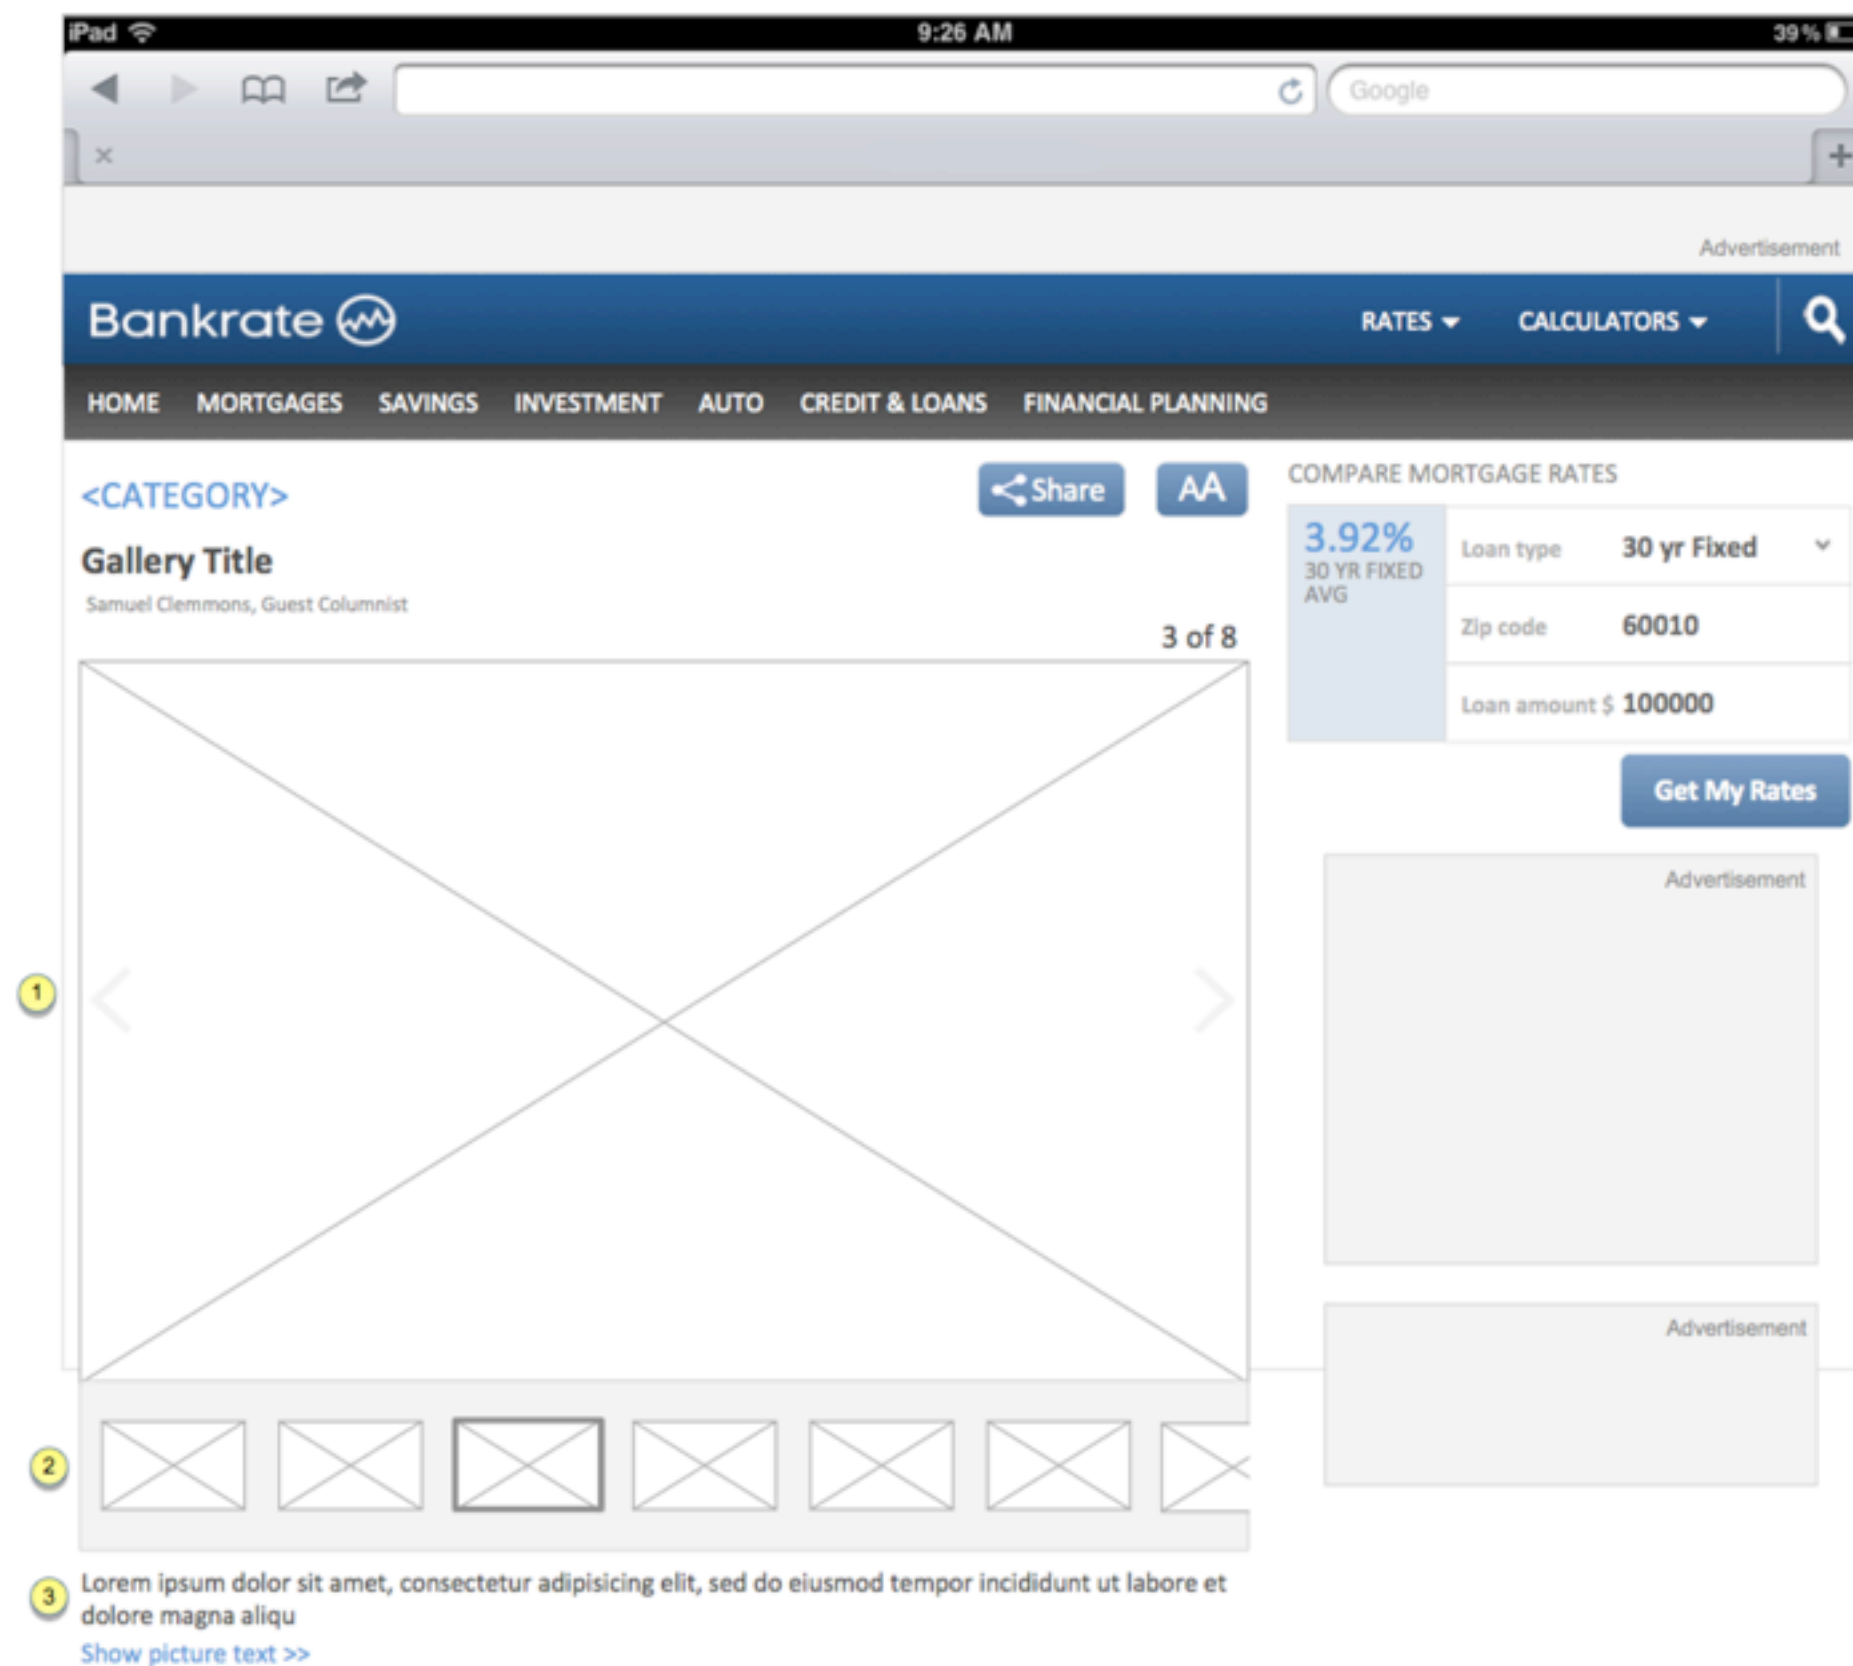 iPad 9:26 AM 39%
Google
Advertisement
Bankrate RATES CALCULATORS
HOME MORTGAGES SAVINGS INVESTMENT AUTO CREDIT & LOANS FINANCIAL PLANNING
<CATEGORY> Share AA
Gallery Title
Samuel Clemmons, Guest Columnist
3 of 8
COMPARE MORTGAGE RATES
3.92%
30 YR FIXED
AVG
Loan type 30 yr Fixed
Zip code 60010
Loan amount $ 100000
Get My Rates
Advertisement
Advertisement
1
2
3
Lorem ipsum dolor sit amet, consectetur adipisicing elit, sed do eiusmod tempor incididunt ut labore et
dolore magna aliqu
Show picture text >>